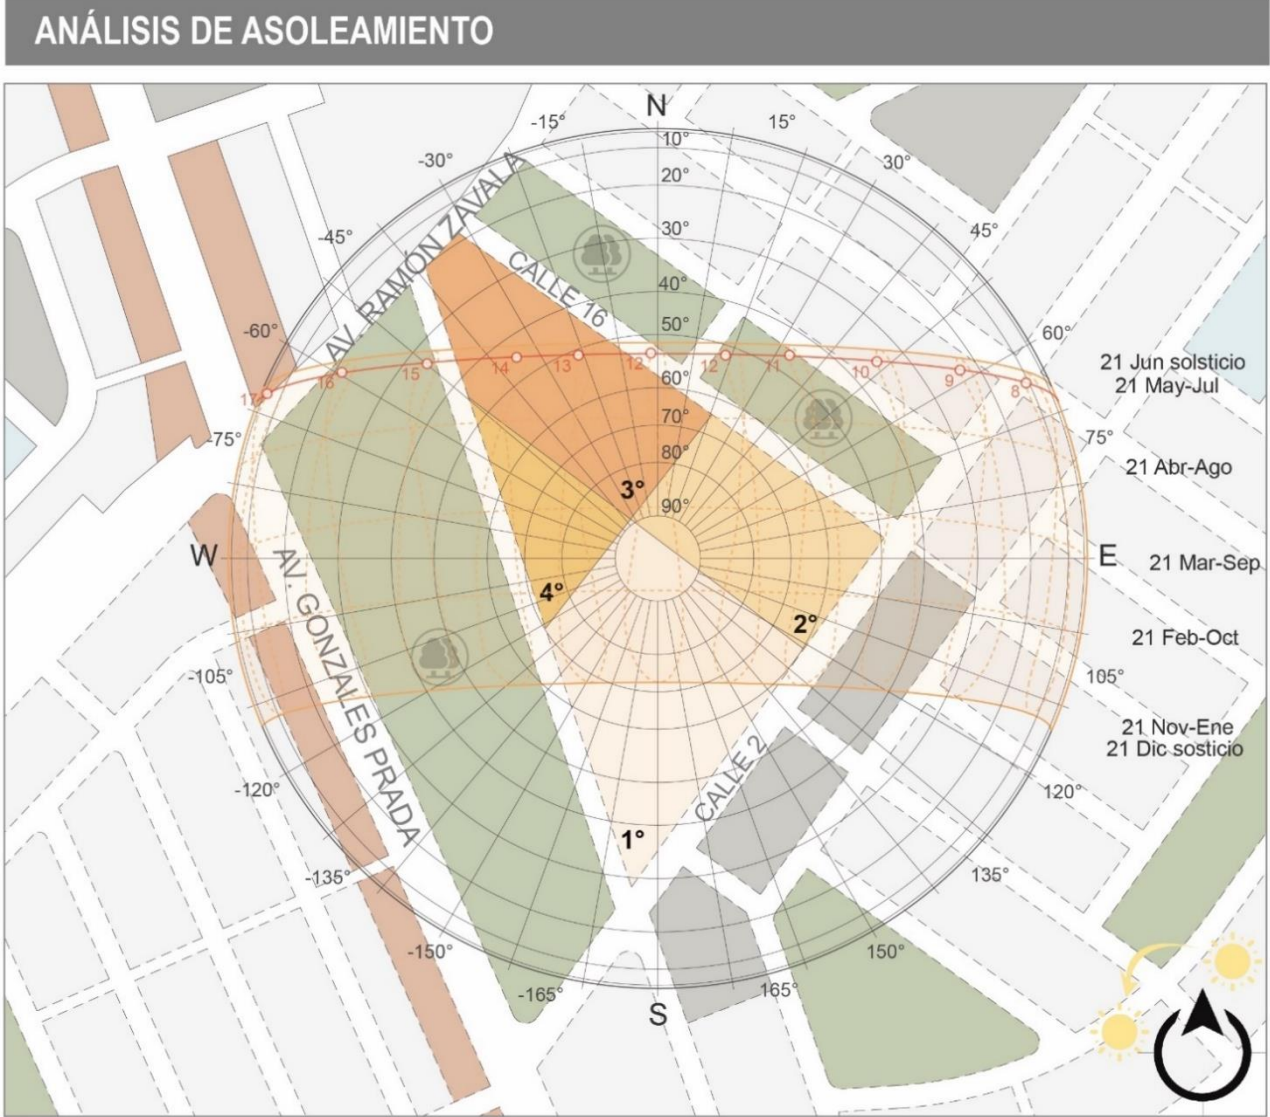 ANÁLISIS DE ASOLEAMIENTO
N
-15°
15°
10°
-30°
30°
20°
AV. RAMÓN ZAVALA
-45°
45°
30°
CALLE 16
40°
50°
-60°
60°
17
16
15
14
13
12
12
11
10
9
8
21 Jun solsticio
21 May-Jul
60°
70°
-75°
75°
80°
21 Abr-Ago
3°
90°
W
E
21 Mar-Sep
AV. GONZALES PRADA
4°
2°
21 Feb-Oct
-105°
105°
21 Nov-Ene
21 Dic sosticio
CALLE 2
-120°
120°
1°
-135°
135°
-150°
150°
-165°
165°
S